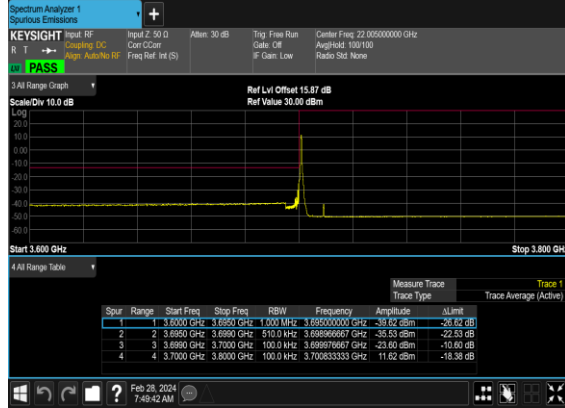 Spectrum Analyzer 1
Spurious Emissions
KEYSIGHT Input: RF Input Z: 50 Ω Atten: 30 dB Trig: Free Run Center Freq: 22.005000000 GHz
R T Coupling: DC Corr CCorr Gate: Off Avg|Hold: 100/100
Align: Auto/No RF Freq Ref: Int (S) IF Gain: Low Radio Std: None
PASS
3 All Range Graph
Ref Lvl Offset 15.87 dB
Scale/Div 10.0 dB Ref Value 30.00 dBm
Log
20.0
10.0
0.00
-10.0
-20.0
-30.0
-40.0
-50.0
-60.0
Start 3.600 GHz Stop 3.800 GH
4 All Range Table
Measure Trace Trace 1
Trace Type Trace Average (Active)
Spur Range Start Freq Stop Freq RBW Frequency Amplitude ΔLimit
1 1 3.6000 GHz 3.6950 GHz 1.000 MHz 3.695000000 GHz -39.62 dBm -26.62 dB
2 2 3.6950 GHz 3.6990 GHz 510.0 kHz 3.698966667 GHz -35.53 dBm -22.53 dB
3 3 3.6990 GHz 3.7000 GHz 100.0 kHz 3.699976667 GHz -23.60 dBm -10.60 dB
4 4 3.7000 GHz 3.8000 GHz 100.0 kHz 3.700833333 GHz 11.62 dBm -18.38 dB
Feb 28, 2024
7:49:42 AM